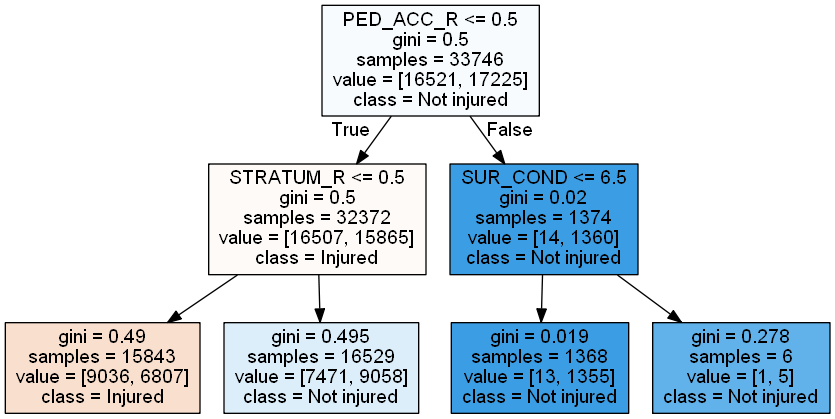 PED_ACC_R <= 0.5
gini = 0.5
samples = 33746
value = [16521, 17225]
class = Not injured
True
False
STRATUM_R <= 0.5
gini = 0.5
samples = 32372
value = [16507, 15865]
class = Injured
SUR_COND <= 6.5
gini = 0.02
samples = 1374
value = [14, 1360]
class = Not injured
gini = 0.49
samples = 15843
value = [9036, 6807]
class = Injured
gini = 0.495
samples = 16529
value = [7471, 9058]
class = Not injured
gini = 0.019
samples = 1368
value = [13, 1355]
class = Not injured
gini = 0.278
samples = 6
value = [1, 5]
class = Not injured